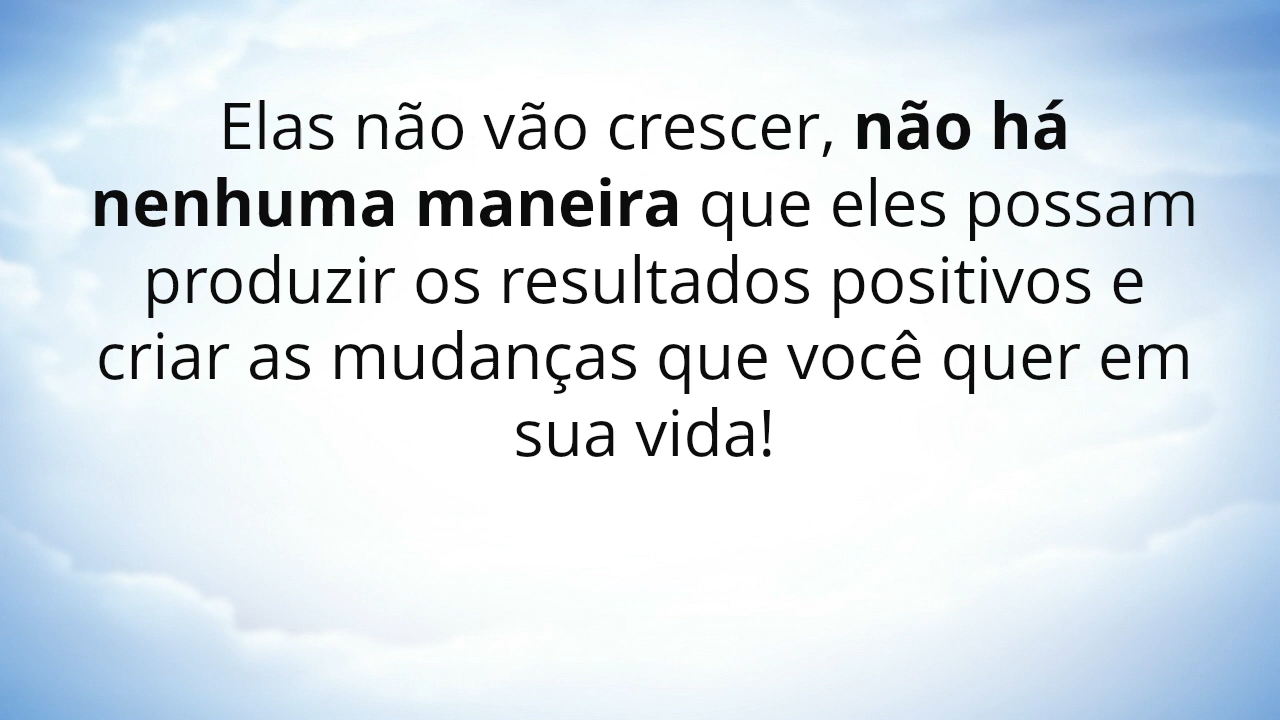 Elas não vão crescer, não há
nenhuma maneira que eles possam
produzir os resultados positivos e
criar as mudanças que você quer em
sua vida!